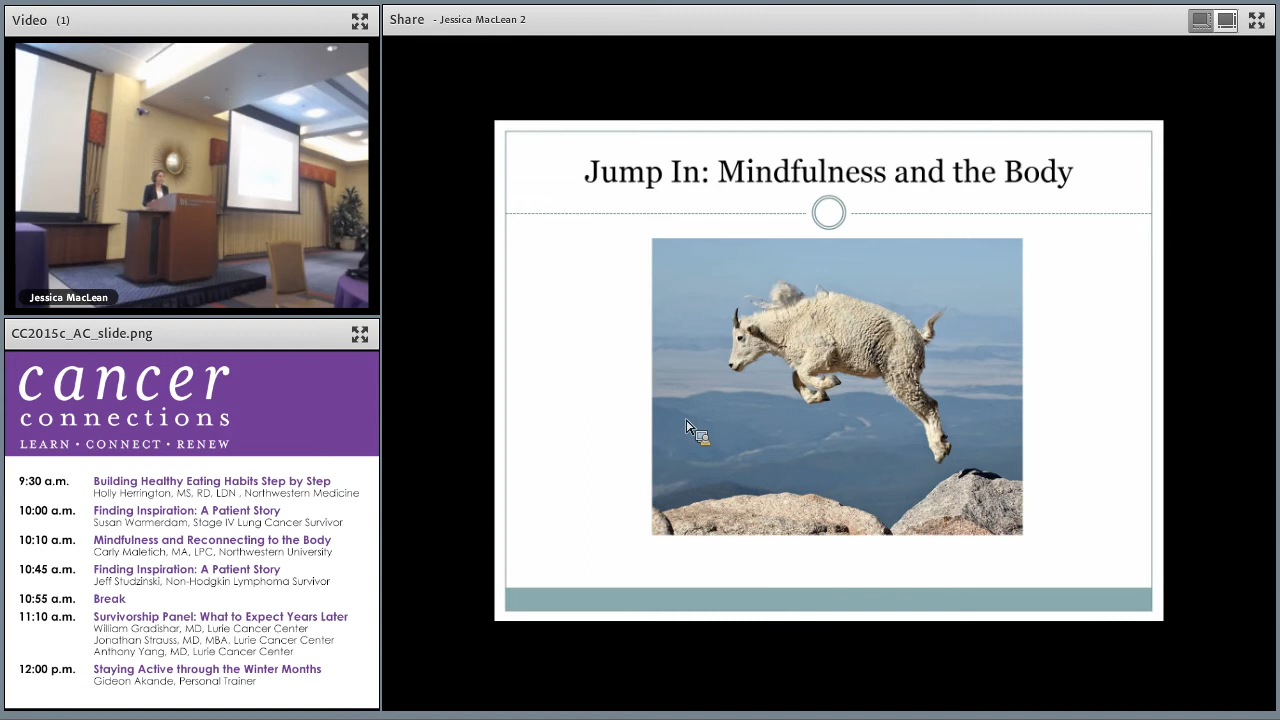 Video (1)
Jessica MacLean
CC2015c_AC_slide.png
cancer
connections
LEARN • CONNECT • RENEW
9:30 a.m. Building Healthy Eating Habits Step by Step
Holly Herrington, MS, RD, LDN , Northwestern Medicine
10:00 a.m. Finding Inspiration: A Patient Story
Susan Warmerdam, Stage IV Lung Cancer Survivor
10:10 a.m. Mindfulness and Reconnecting to the Body
Carly Maletich, MA, LPC, Northwestern University
10:45 a.m. Finding Inspiration: A Patient Story
Jeff Studzinski, Non-Hodgkin Lymphoma Survivor
10:55 a.m. Break
11:10 a.m. Survivorship Panel: What to Expect Years Later
William Gradishar, MD, Lurie Cancer Center
Jonathan Strauss, MD, MBA, Lurie Cancer Center
Anthony Yang, MD, Lurie Cancer Center
12:00 p.m. Staying Active through the Winter Months
Gideon Akande, Personal Trainer
Share - Jessica MacLean 2
Jump In: Mindfulness and the Body